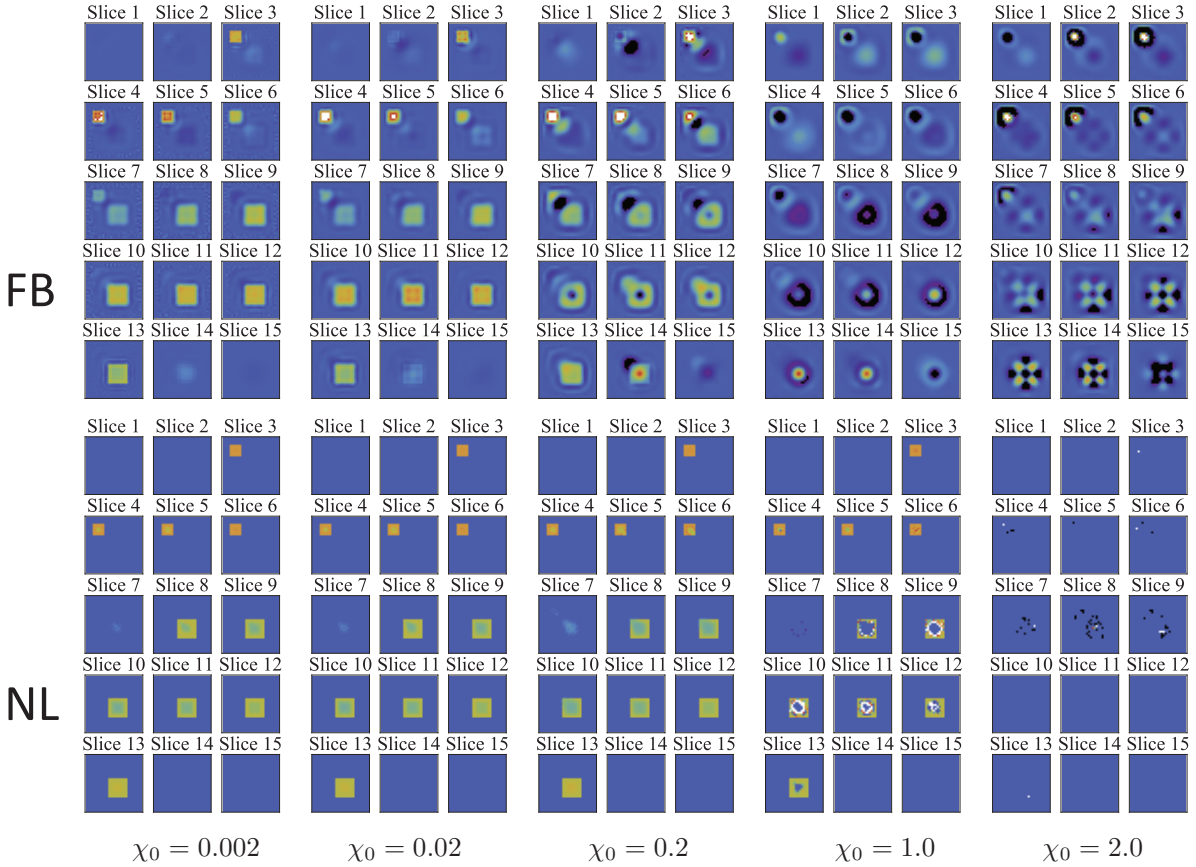 Slice 1 Slice 2 Slice 3 Slice 1 Slice 2 Slice 3 Slice 1 Slice 2 Slice 3 Slice 1 Slice 2 Slice 3 Slice 1 Slice 2 Slice 3
Slice 4 Slice 5 Slice 6 Slice 4 Slice 5 Slice 6 Slice 4 Slice 5 Slice 6 Slice 4 Slice 5 Slice 6 Slice 4 Slice 5 Slice 6
Slice 7 Slice 8 Slice 9 Slice 7 Slice 8 Slice 9 Slice 7 Slice 8 Slice 9 Slice 7 Slice 8 Slice 9 Slice 7 Slice 8 Slice 9
Slice 10 Slice 11 Slice 12 Slice 10 Slice 11 Slice 12 Slice 10 Slice 11 Slice 12 Slice 10 Slice 11 Slice 12 Slice 10 Slice 11 Slice 12
FB
Slice 13 Slice 14 Slice 15 Slice 13 Slice 14 Slice 15 Slice 13 Slice 14 Slice 15 Slice 13 Slice 14 Slice 15 Slice 13 Slice 14 Slice 15
Slice 1 Slice 2 Slice 3 Slice 1 Slice 2 Slice 3 Slice 1 Slice 2 Slice 3 Slice 1 Slice 2 Slice 3 Slice 1 Slice 2 Slice 3
Slice 4 Slice 5 Slice 6 Slice 4 Slice 5 Slice 6 Slice 4 Slice 5 Slice 6 Slice 4 Slice 5 Slice 6 Slice 4 Slice 5 Slice 6
Slice 7 Slice 8 Slice 9 Slice 7 Slice 8 Slice 9 Slice 7 Slice 8 Slice 9 Slice 7 Slice 8 Slice 9 Slice 7 Slice 8 Slice 9
Slice 10 Slice 11 Slice 12 Slice 10 Slice 11 Slice 12 Slice 10 Slice 11 Slice 12 Slice 10 Slice 11 Slice 12 Slice 10 Slice 11 Slice 12
NL
Slice 13 Slice 14 Slice 15 Slice 13 Slice 14 Slice 15 Slice 13 Slice 14 Slice 15 Slice 13 Slice 14 Slice 15 Slice 13 Slice 14 Slice 15
χ₀ = 0.002 χ₀ = 0.02 χ₀ = 0.2 χ₀ = 1.0 χ₀ = 2.0